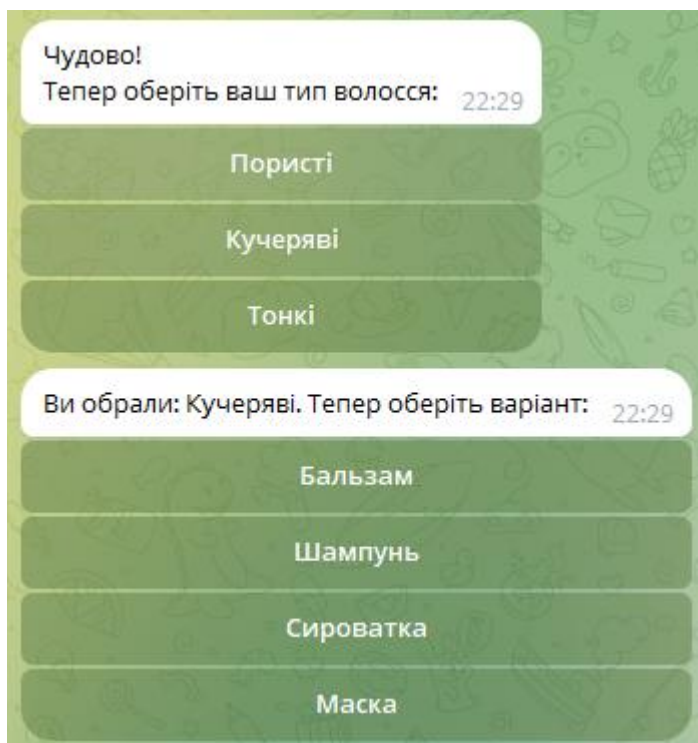 Чудово!
Тепер оберіть ваш тип волосся:
22:29
Пористі
Кучеряві
Тонкі
Ви обрали: Кучеряві. Тепер оберіть варіант:
22:29
Бальзам
Шампунь
Сироватка
Маска